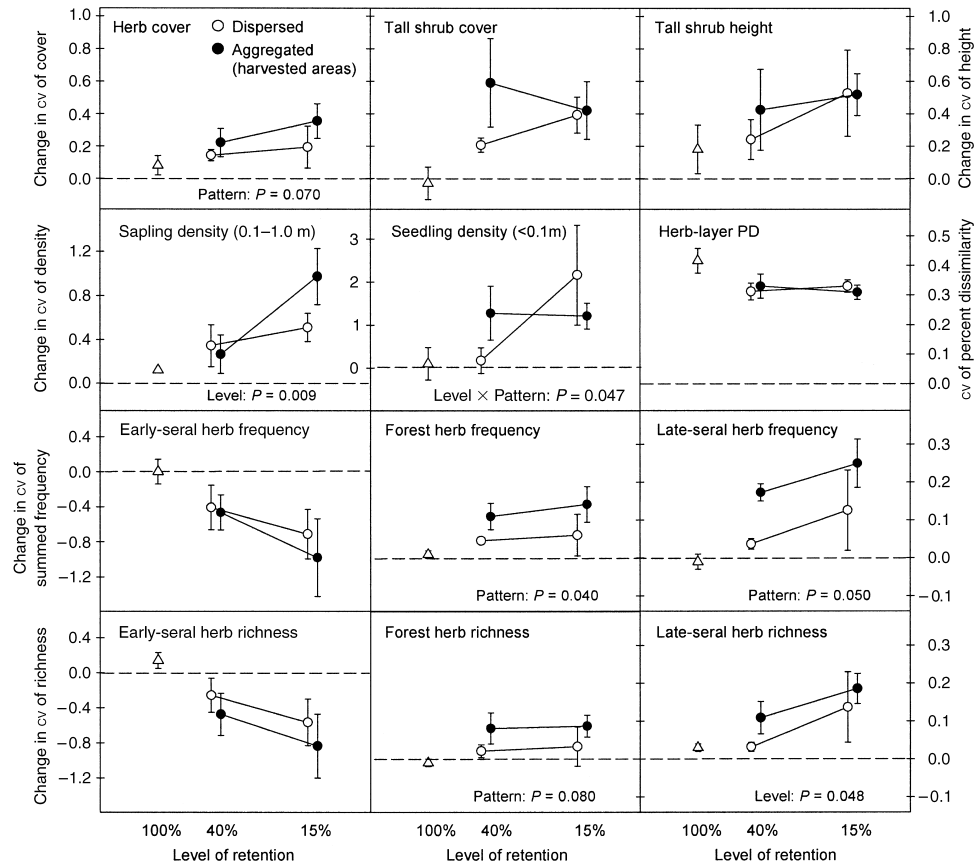 Herb cover
Dispersed
Aggregated
(harvested areas)
Tall shrub cover
Tall shrub height
1.0
0.8
0.6
0.4
0.2
0.0
Change in CV of cover
1.0
0.8
0.6
0.4
0.2
0.0
Change in CV of height
Pattern: P = 0.070
Sapling density (0.1–1.0 m)
Seedling density (<0.1m)
Herb-layer PD
1.2
0.8
0.4
0.0
Change in CV of density
3
2
1
0
0.5
0.4
0.3
0.2
0.1
0.0
CV of percent dissimilarity
Level: P = 0.009
Level × Pattern: P = 0.047
Early-seral herb frequency
Forest herb frequency
Late-seral herb frequency
0.4
0.0
−0.4
−0.8
−1.2
Change in CV of
summed frequency
0.3
0.2
0.1
0.0
−0.1
Pattern: P = 0.040
Pattern: P = 0.050
Early-seral herb richness
Forest herb richness
Late-seral herb richness
0.4
0.0
−0.4
−0.8
−1.2
Change in CV of richness
0.3
0.2
0.1
0.0
−0.1
Pattern: P = 0.080
Level: P = 0.048
100% 40% 15%
100% 40% 15%
100% 40% 15%
Level of retention
Level of retention
Level of retention